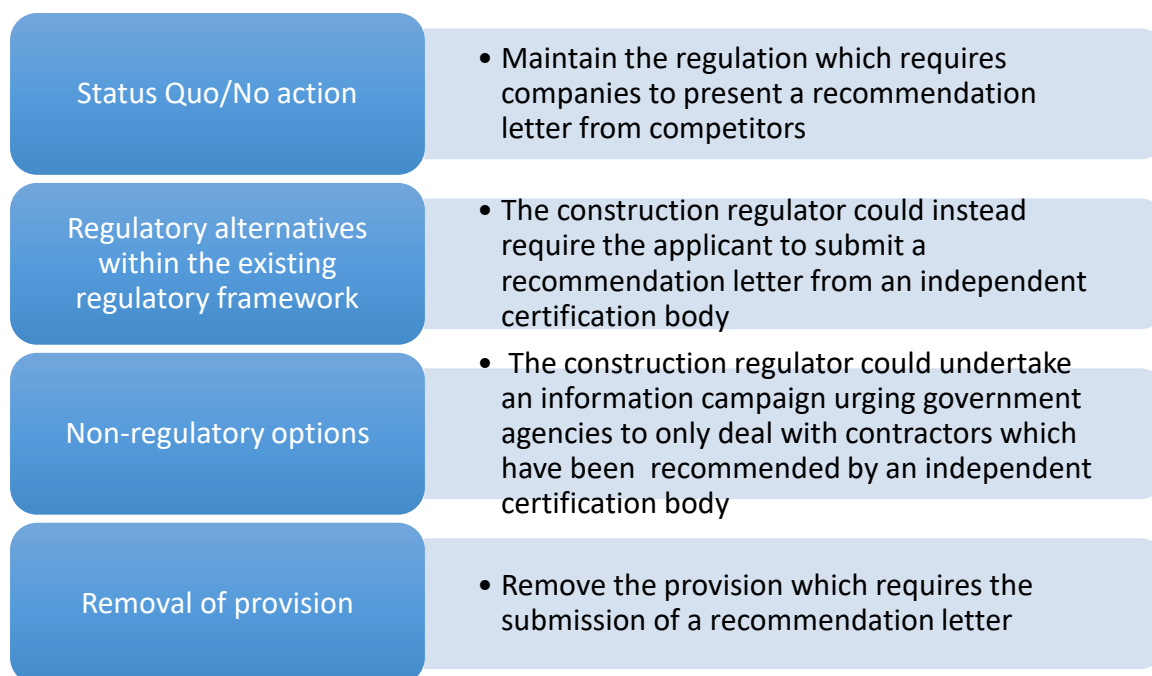 Status Quo/No action
• Maintain the regulation which requires
companies to present a recommendation
letter from competitors
Regulatory alternatives
within the existing
regulatory framework
• The construction regulator could instead
require the applicant to submit a
recommendation letter from an independent
certification body
Non-regulatory options
• The construction regulator could undertake
an information campaign urging government
agencies to only deal with contractors which
have been recommended by an independent
certification body
Removal of provision
• Remove the provision which requires the
submission of a recommendation letter